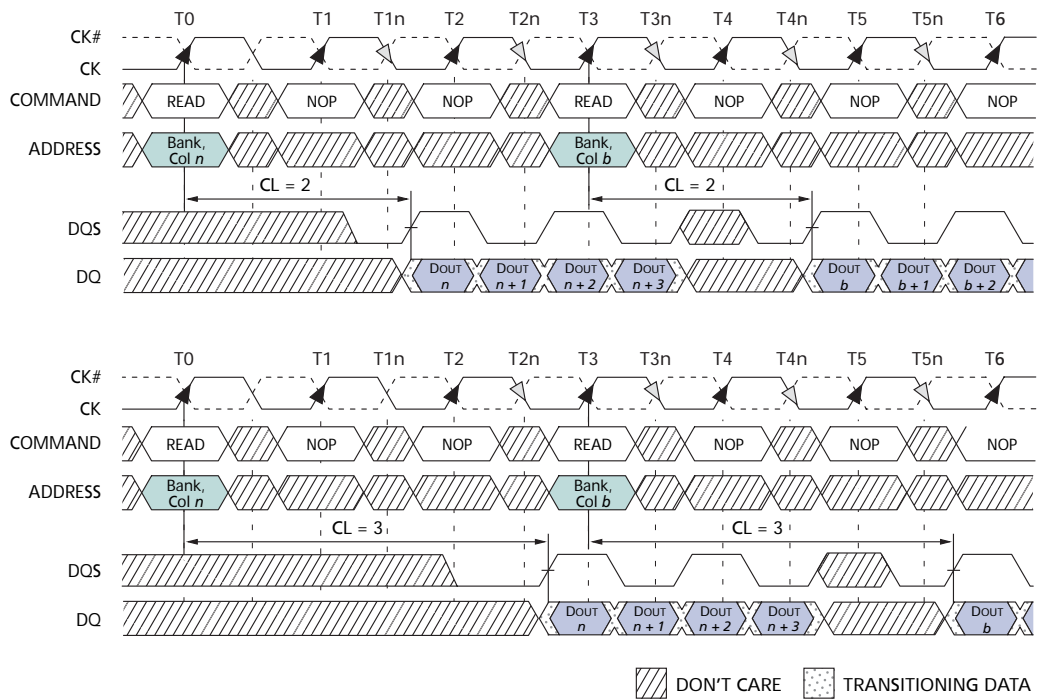 T0 T1 T1n T2 T2n T3 T3n T4 T4n T5 T5n T6
CK#
CK
COMMAND READ NOP NOP READ NOP NOP NOP
ADDRESS Bank, Col n Bank, Col b
CL = 2 CL = 2
DQS
DQ DOUT n DOUT n + 1 DOUT n + 2 DOUT n + 3 DOUT b DOUT b + 1 DOUT b + 2
T0 T1 T1n T2 T2n T3 T3n T4 T4n T5 T5n T6
CK#
CK
COMMAND READ NOP NOP READ NOP NOP NOP
ADDRESS Bank, Col n Bank, Col b
CL = 3 CL = 3
DQS
DQ DOUT n DOUT n + 1 DOUT n + 2 DOUT n + 3 DOUT b
DON'T CARE TRANSITIONING DATA